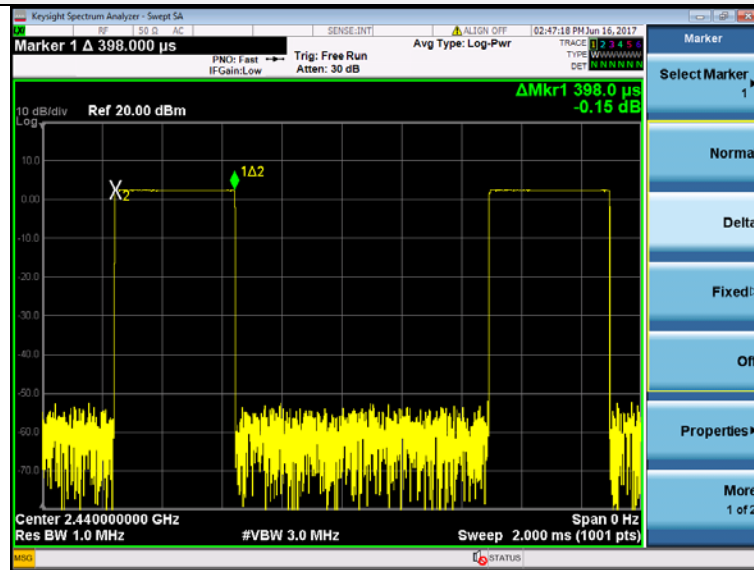 Keysight Spectrum Analyzer - Swept SA
LXI RF 50 Ω AC SENSE:INT ALIGN OFF 02:47:18 PM Jun 16, 2017
Marker 1 Δ 398.000 µs
PNO: Fast Trig: Free Run
IFGain:Low Atten: 30 dB
Avg Type: Log-Pwr
TRACE 1 2 3 4 5 6
TYPE WWWWWW
DET N N N N N N
ΔMkr1 398.0 µs
-0.15 dB
10 dB/div Ref 20.00 dBm
Log
1Δ2
2
10.0
0.00
-10.0
-20.0
-30.0
-40.0
-50.0
-60.0
-70.0
Center 2.440000000 GHz Span 0 Hz
Res BW 1.0 MHz #VBW 3.0 MHz Sweep 2.000 ms (1001 pts)
MSG STATUS
Marker
Select Marker
1
Norma
Delta
Fixed
Off
Properties
More
1 of 2